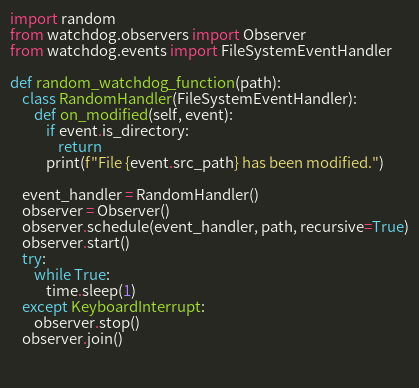 import random
from watchdog.observers import Observer
from watchdog.events import FileSystemEventHandler

def random_watchdog_function(path):
    class RandomHandler(FileSystemEventHandler):
        def on_modified(self, event):
            if event.is_directory:
                return
            print(f"File {event.src_path} has been modified.")

    event_handler = RandomHandler()
    observer = Observer()
    observer.schedule(event_handler, path, recursive=True)
    observer.start()
    try:
        while True:
            time.sleep(1)
    except KeyboardInterrupt:
        observer.stop()
    observer.join()